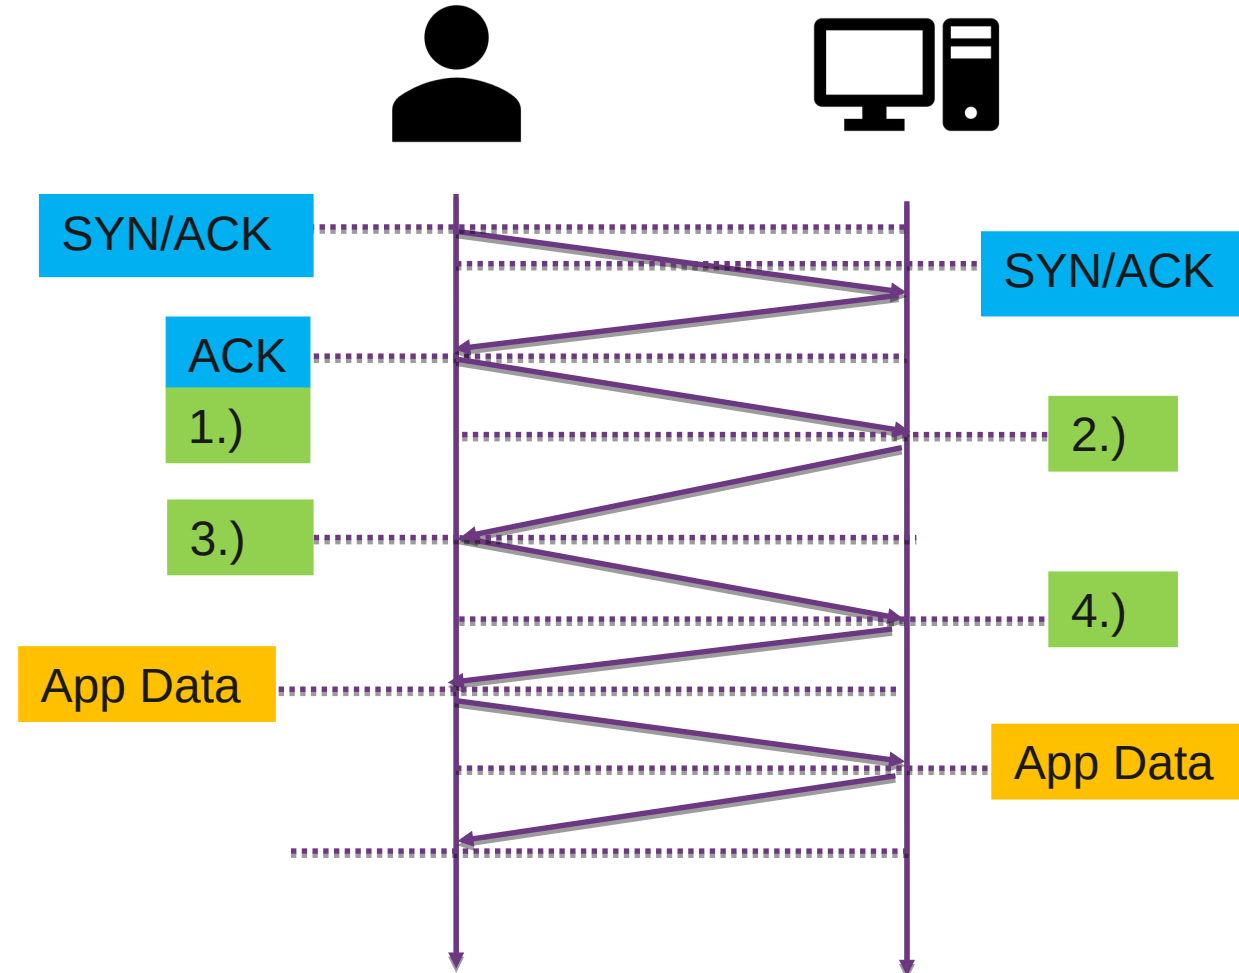 SYN/ACK
SYN/ACK
ACK
1.)
2.)
3.)
4.)
App Data
App Data